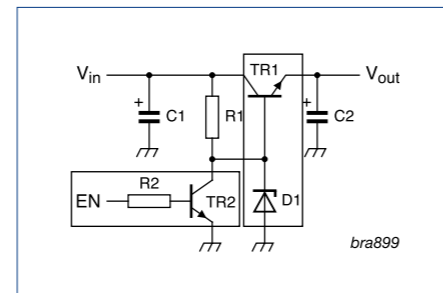 TR1
Vin
Vout
+
C1
R1
+
C2
R2
EN
TR2
D1
bra899